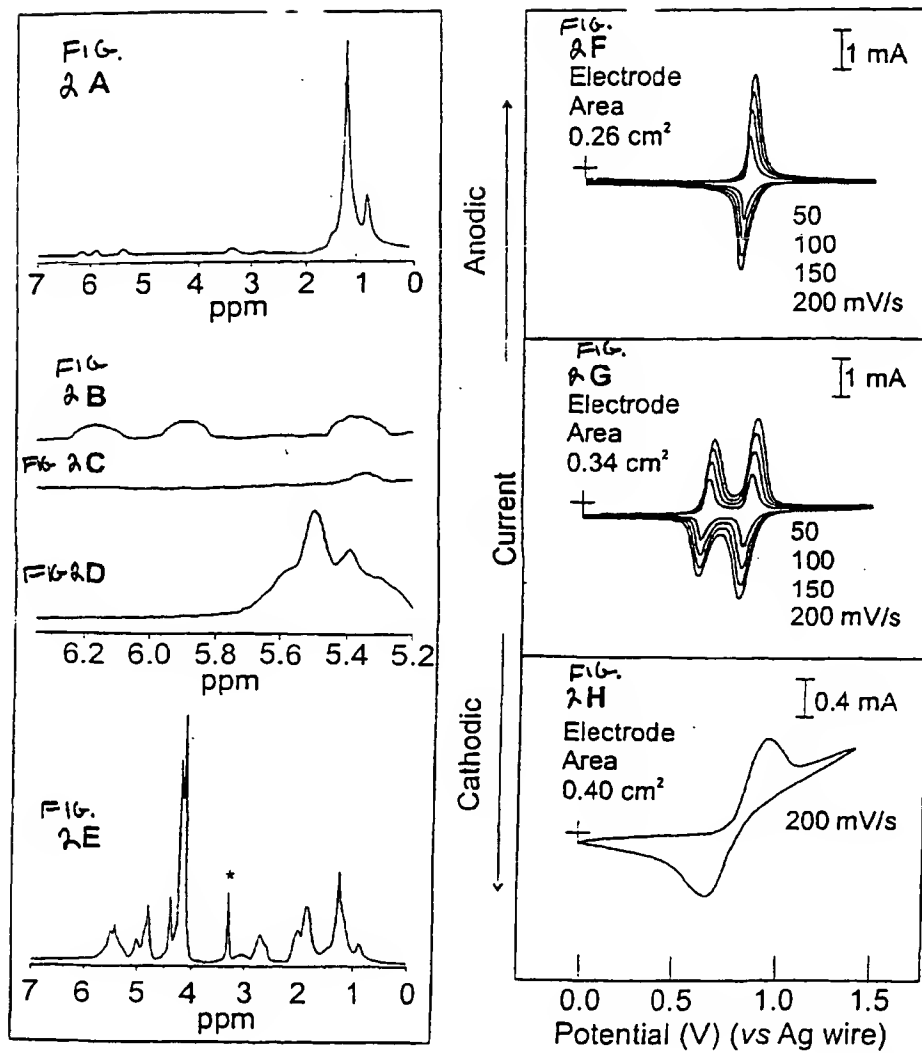 FIG.
2A
7 6 5 4 3 2 1 0
ppm
FIG
2B
FIG 2C
FIG 2D
6.2 6.0 5.8 5.6 5.4 5.2
ppm
FIG.
2E
*
7 6 5 4 3 2 1 0
ppm
Anodic
Current
Cathodic
FIG.
2F
1 mA
Electrode
Area
0.26 cm²
50
100
150
200 mV/s
FIG.
2G
1 mA
Electrode
Area
0.34 cm²
50
100
150
200 mV/s
FIG.
2H
0.4 mA
Electrode
Area
0.40 cm²
200 mV/s
0.0 0.5 1.0 1.5
Potential (V) (vs Ag wire)